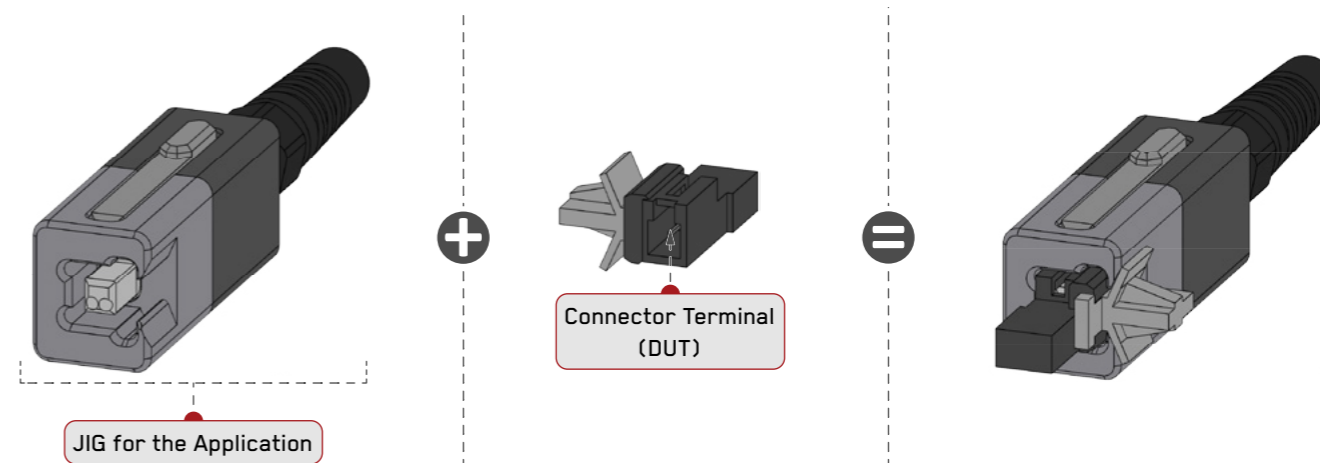 Connector Terminal
(DUT)
JIG for the Application